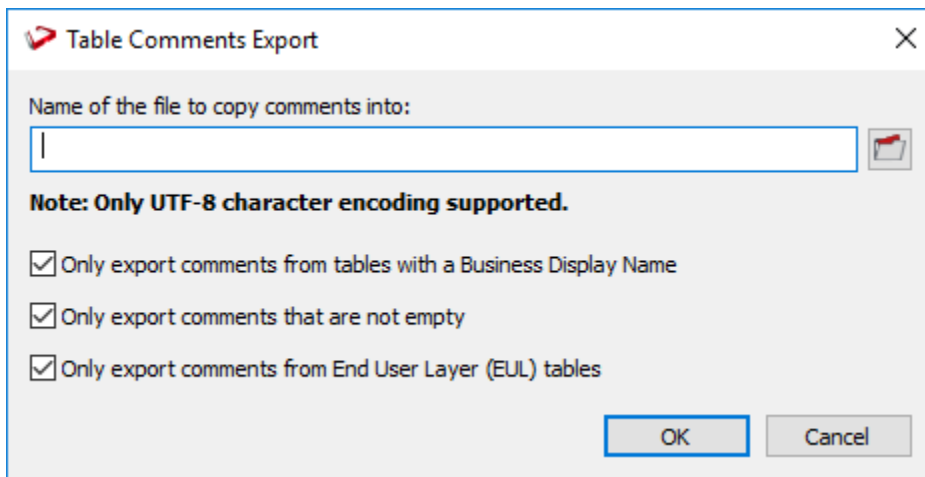 Table Comments Export
Name of the file to copy comments into:
Note: Only UTF-8 character encoding supported.
Only export comments from tables with a Business Display Name
Only export comments that are not empty
Only export comments from End User Layer (EUL) tables
OK Cancel